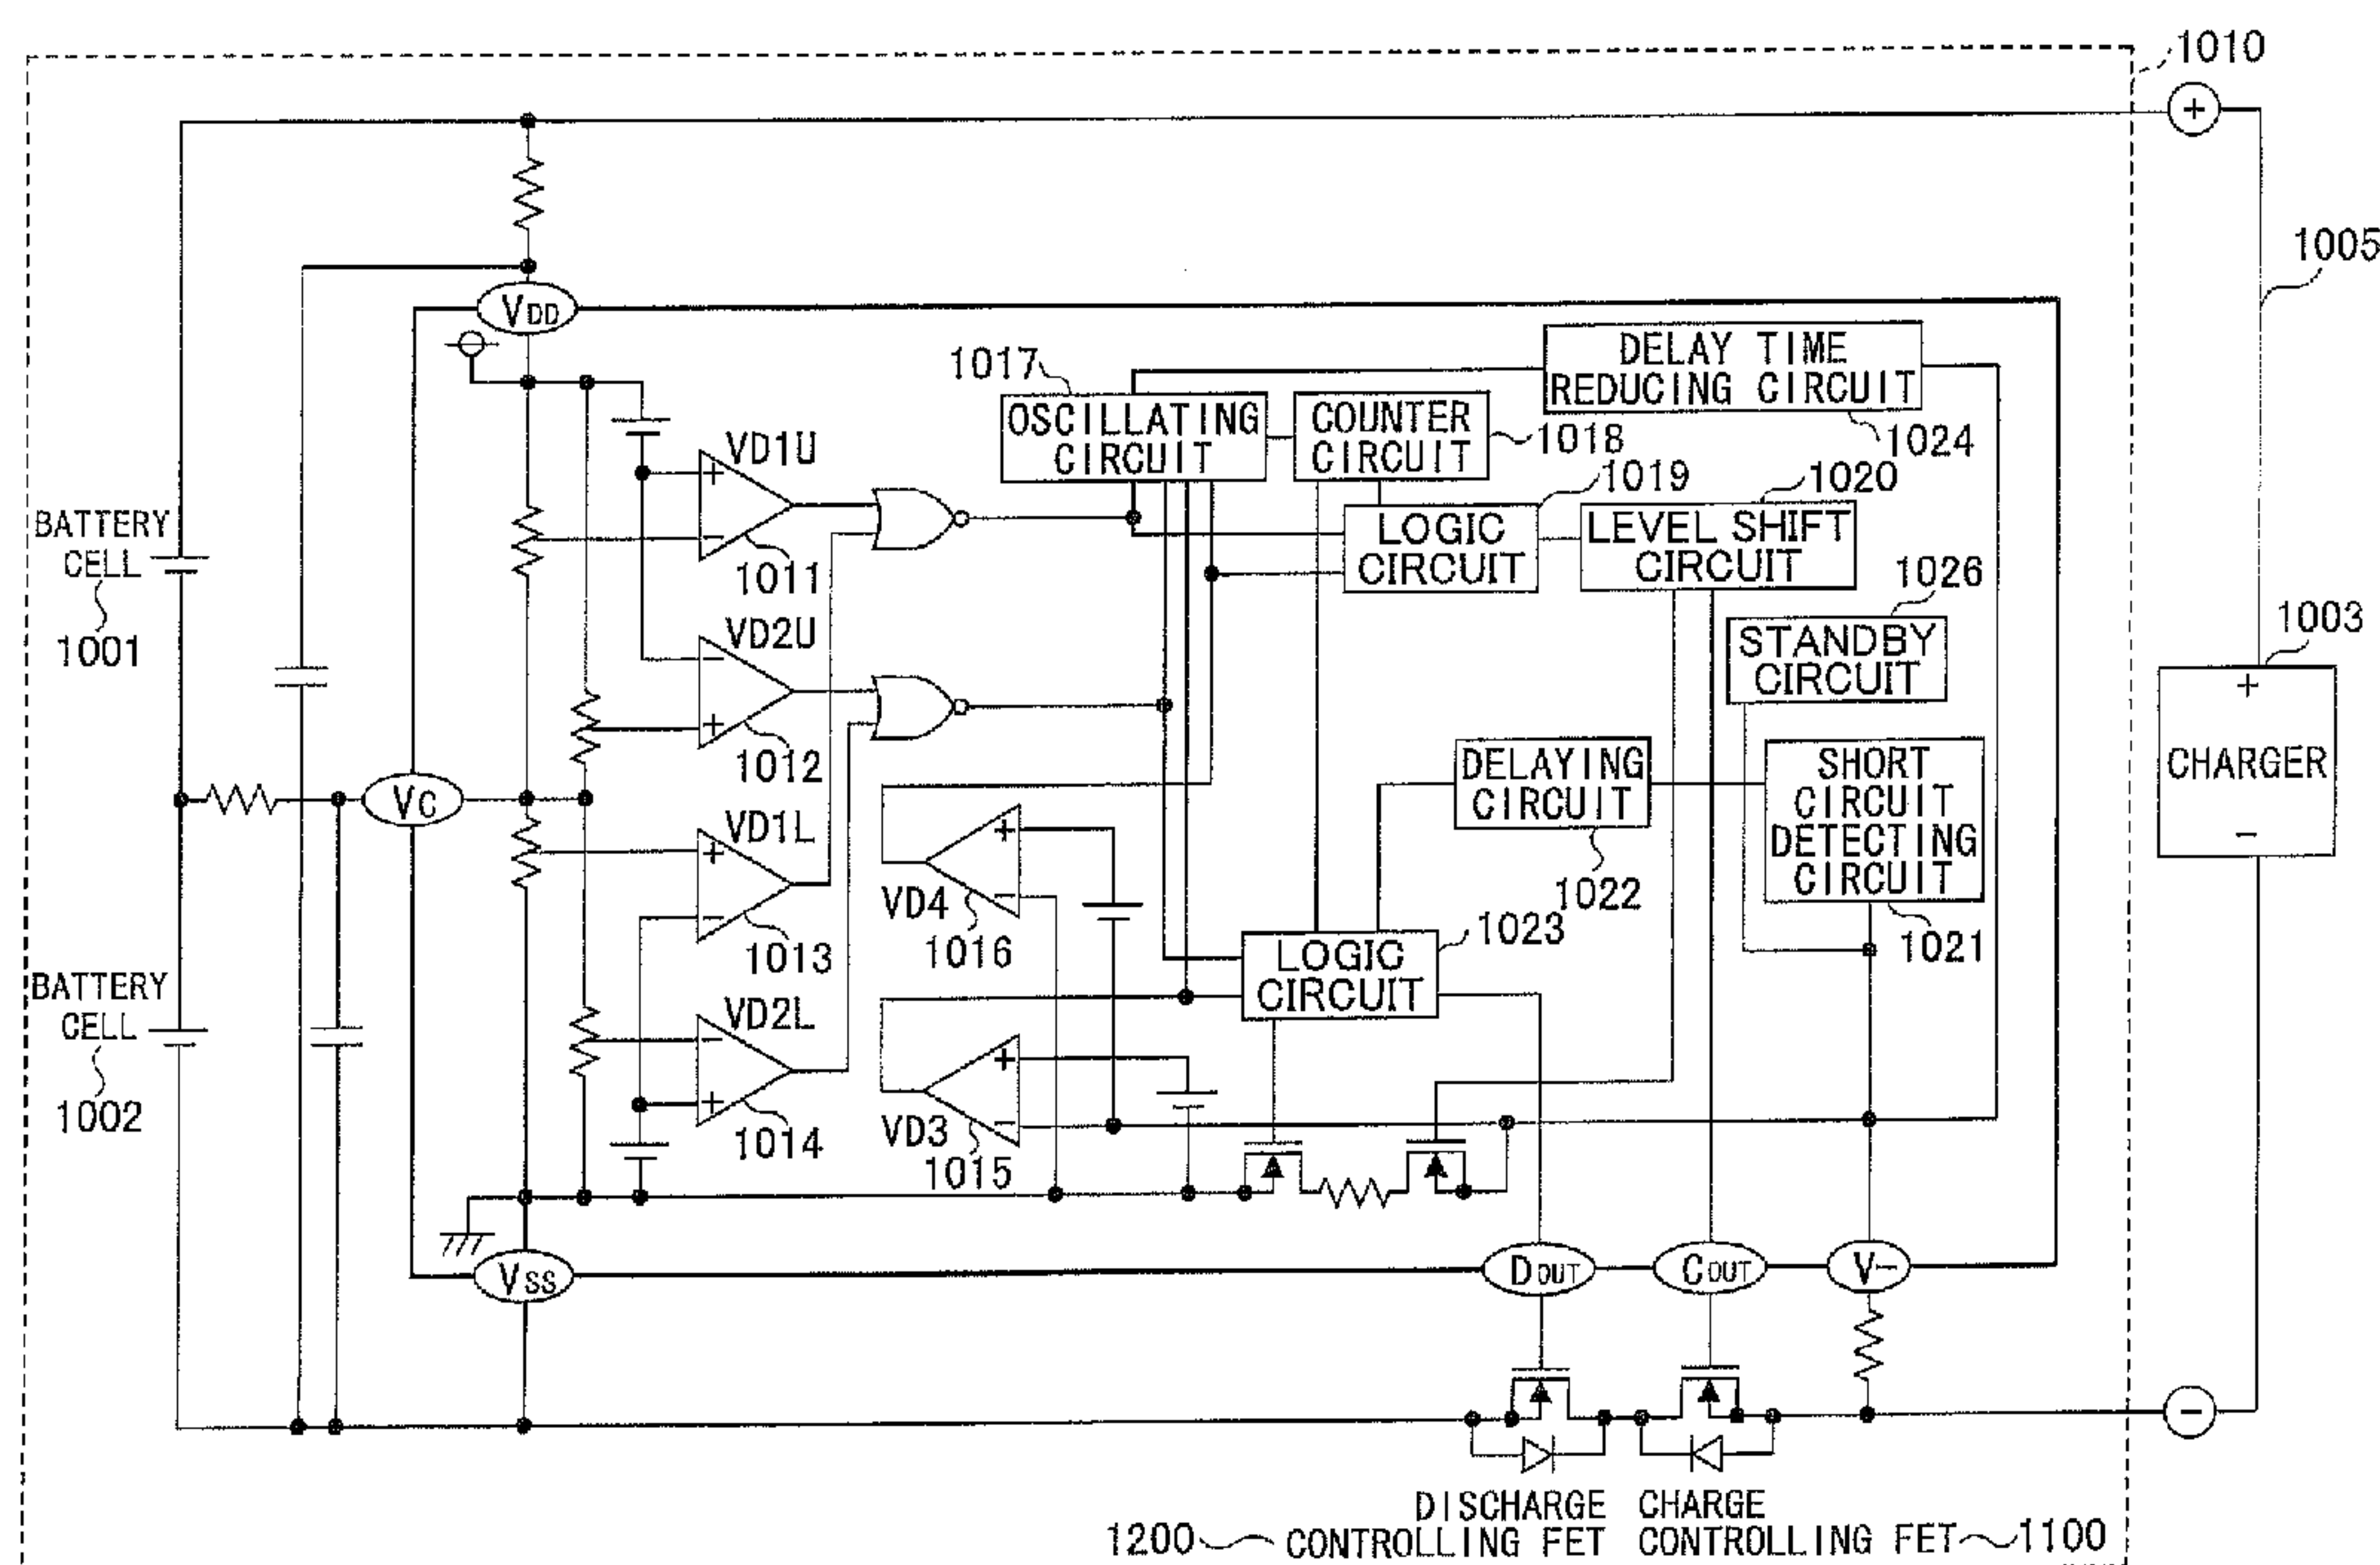 1010
+
1005
VDD
1017
DELAY TIME
REDUCING CIRCUIT
1024
OSCILLATING
CIRCUIT
COUNTER
CIRCUIT
1018
VD1U
+
−
1011
1019
1020
LOGIC
CIRCUIT
LEVEL SHIFT
CIRCUIT
BATTERY
CELL
1001
1026
STANDBY
CIRCUIT
1003
+
CHARGER
−
VD2U
−
+
1012
DELAYING
CIRCUIT
1022
SHORT
CIRCUIT
DETECTING
CIRCUIT
1021
VC
VD1L
+
−
1013
+
−
VD4
1016
1023
LOGIC
CIRCUIT
BATTERY
CELL
1002
VD2L
−
+
1014
+
−
VD3
1015
VSS
DOUT
COUT
V−
−
DISCHARGE
CONTROLLING FET
1200
CHARGE
CONTROLLING FET
1100